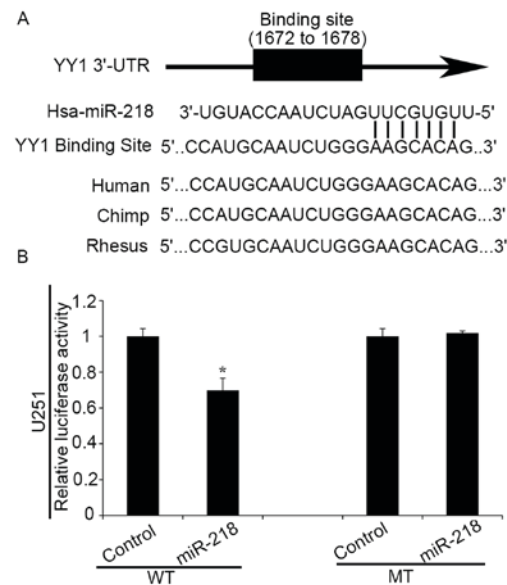 A
Binding site
(1672 to 1678)
YY1 3'-UTR
Hsa-miR-218 3'-UGUACCAAUCUAGUUCGUGUU-5'
YY1 Binding Site 5'..CCAUGCAAUCUGGGAAGCACAG..3'
Human 5'...CCAUGCAAUCUGGGAAGCACAG...3'
Chimp 5'...CCAUGCAAUCUGGGAAGCACAG...3'
Rhesus 5'...CCGUGCAAUCUGGGAAGCACAG...3'
B
U251
Relative luciferase activity
1.2
1
0.8
0.6
0.4
0.2
0
*
Control
miR-218
Control
miR-218
WT
MT